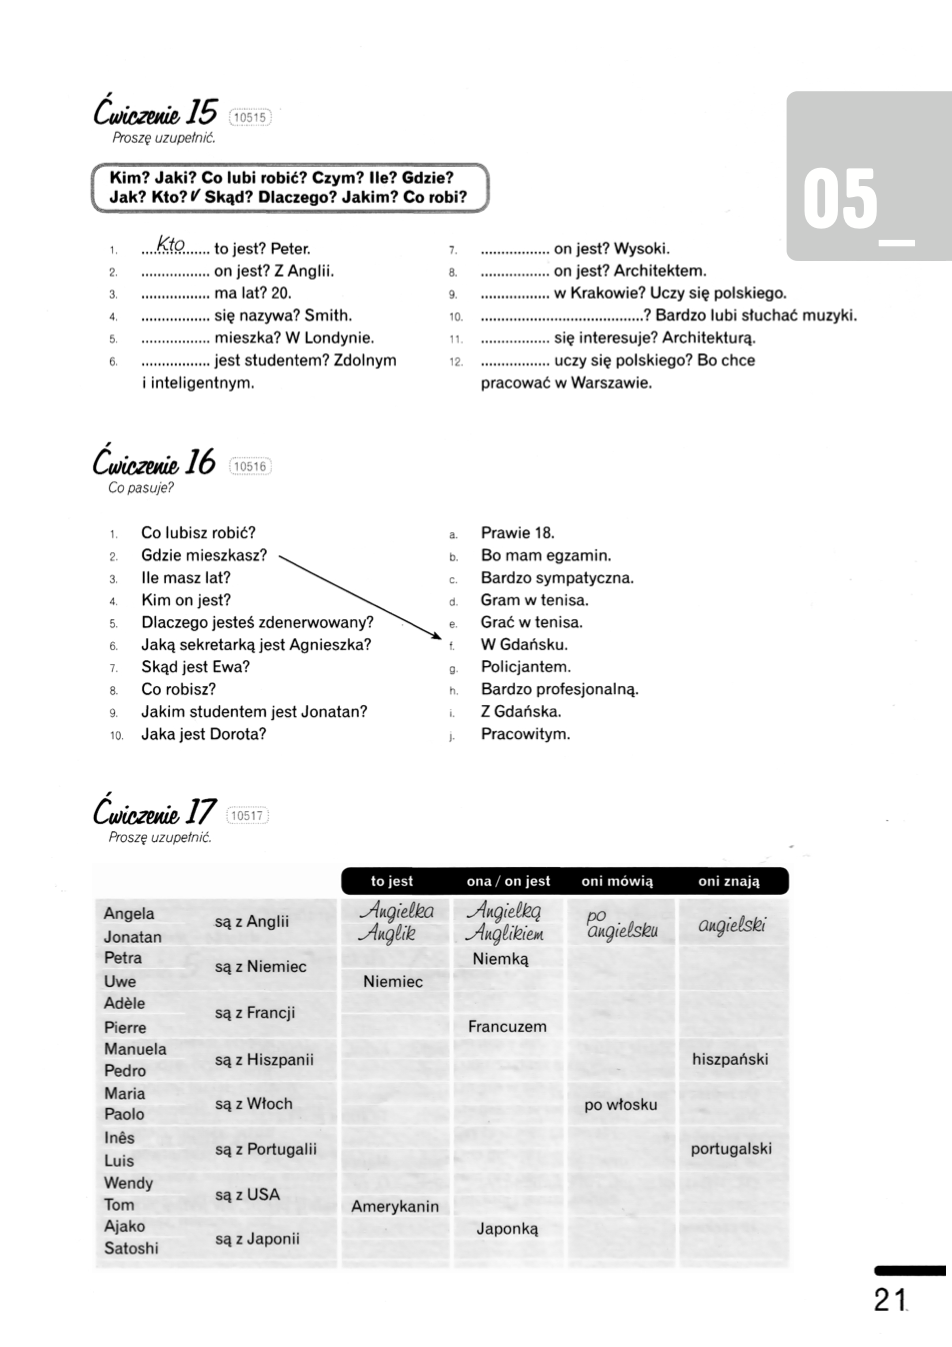 Ćwiczenie 15 10515
Proszę uzupełnić.
05_
Kim? Jaki? Co lubi robić? Czym? Ile? Gdzie?
Jak? Kto?✓ Skąd? Dlaczego? Jakim? Co robi?
1. ....Kto...... to jest? Peter.
2. ................. on jest? Z Anglii.
3. ................. ma lat? 20.
4. ................. się nazywa? Smith.
5. ................. mieszka? W Londynie.
6. ................. jest studentem? Zdolnym
i inteligentnym.
7. ................. on jest? Wysoki.
8. ................. on jest? Architektem.
9. ................. w Krakowie? Uczy się polskiego.
10. ........................................? Bardzo lubi słuchać muzyki.
11. ................. się interesuje? Architekturą.
12. ................. uczy się polskiego? Bo chce
pracować w Warszawie.
Ćwiczenie 16 10516
Co pasuje?
1. Co lubisz robić?
2. Gdzie mieszkasz?
3. Ile masz lat?
4. Kim on jest?
5. Dlaczego jesteś zdenerwowany?
6. Jaką sekretarką jest Agnieszka?
7. Skąd jest Ewa?
8. Co robisz?
9. Jakim studentem jest Jonatan?
10. Jaka jest Dorota?
a. Prawie 18.
b. Bo mam egzamin.
c. Bardzo sympatyczna.
d. Gram w tenisa.
e. Grać w tenisa.
f. W Gdańsku.
g. Policjantem.
h. Bardzo profesjonalną.
i. Z Gdańska.
j. Pracowitym.
Ćwiczenie 17 10517
Proszę uzupełnić.
to jest ona / on jest oni mówią oni znają
Angela Angielka Angielką
są z Anglii po angielsku angielski
Jonatan Anglik Anglikiem
Petra Niemką
są z Niemiec
Uwe Niemiec
Adèle
są z Francji
Pierre Francuzem
Manuela
są z Hiszpanii hiszpański
Pedro
Maria
są z Włoch po włosku
Paolo
Inês
są z Portugalii portugalski
Luis
Wendy
są z USA
Tom Amerykanin
Ajako Japonką
są z Japonii
Satoshi
21